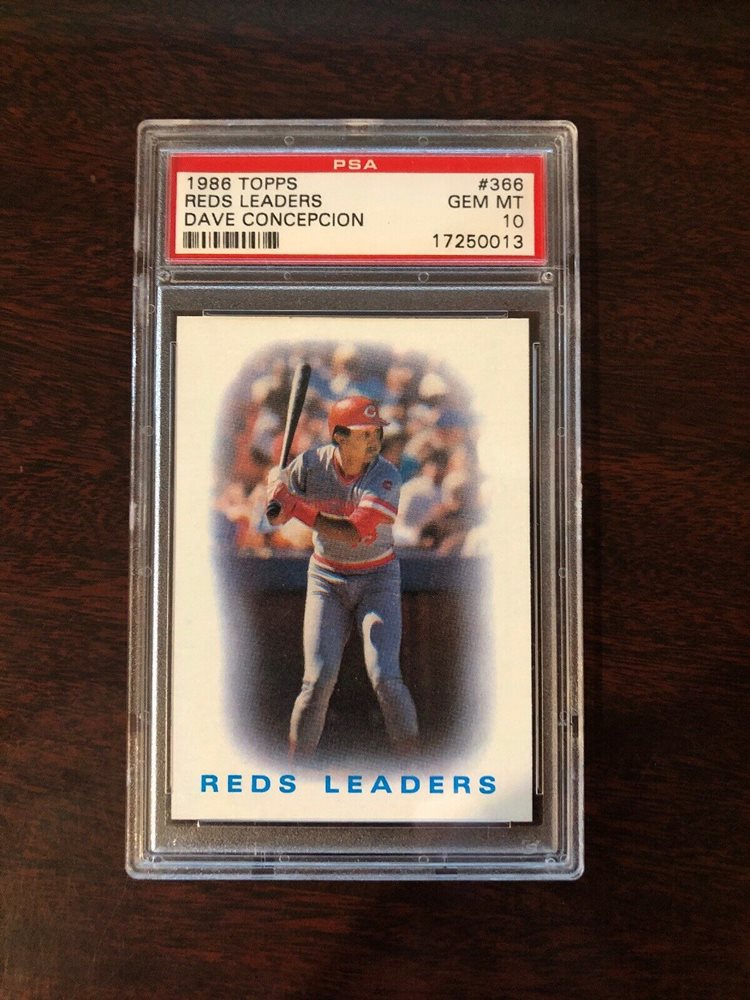 PSA
1986 TOPPS #366
REDS LEADERS GEM MT
DAVE CONCEPCION 10
17250013
C
REDS LEADERS